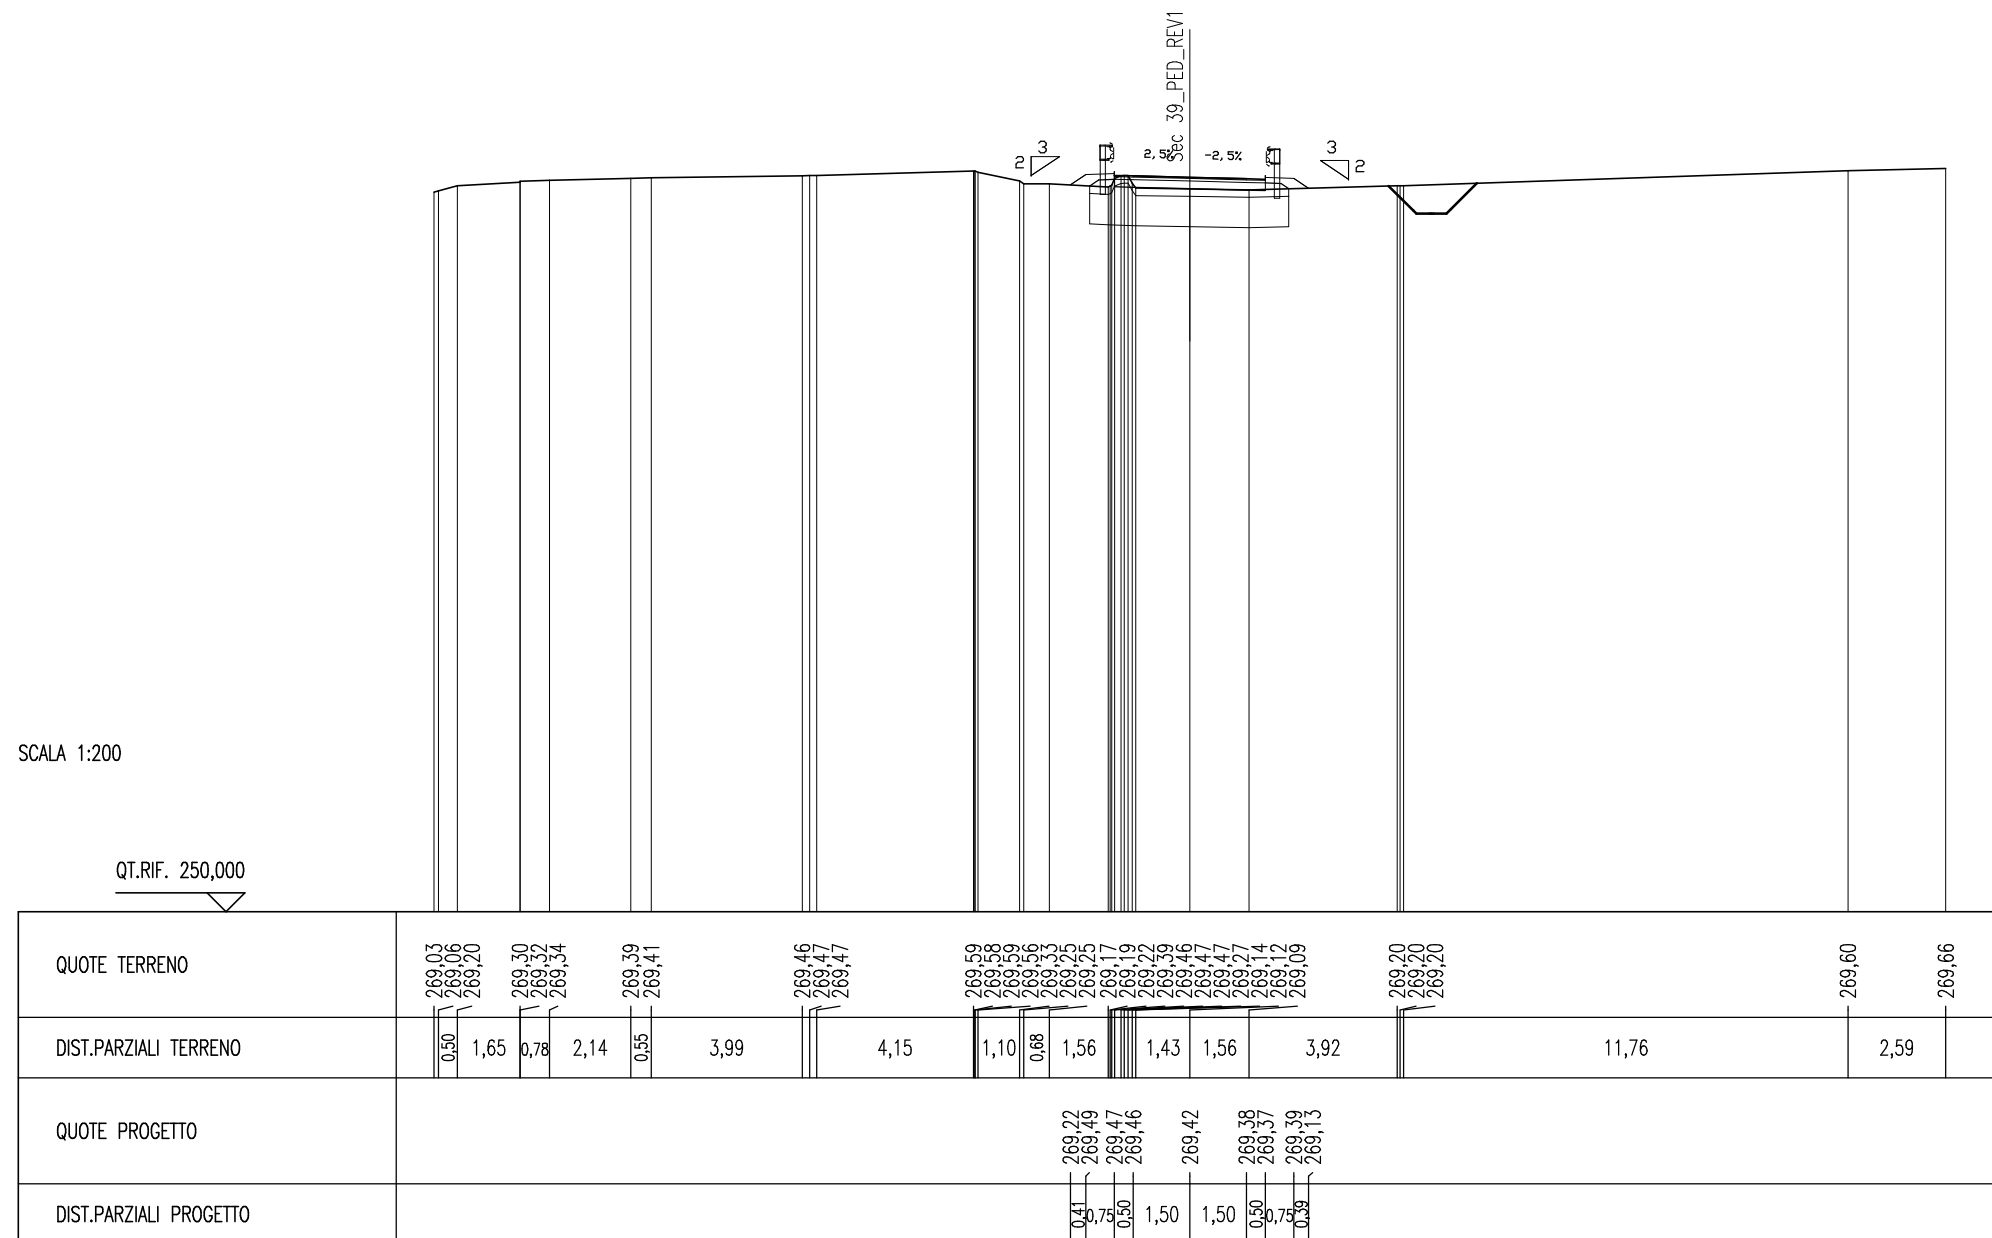 Sec 39_PED_REV1
3
2
2,5%
-2,5%
3
2
SCALA 1:200
QT.RIF. 250,000
QUOTE TERRENO
269,03 269,06 269,20 269,30 269,32 269,34 269,39 269,41 269,46 269,47 269,47 269,59 269,58 269,59 269,56 269,33 269,25 269,25 269,17 269,19 269,22 269,39 269,46 269,47 269,47 269,27 269,14 269,12 269,09 269,20 269,20 269,20 269,60 269,66
DIST.PARZIALI TERRENO
0,50 1,65 0,78 2,14 0,55 3,99 4,15 1,10 0,68 1,56 1,43 1,56 3,92 11,76 2,59
QUOTE PROGETTO
269,22 269,49 269,47 269,46 269,42 269,38 269,37 269,39 269,13
DIST.PARZIALI PROGETTO
0,41 0,75 0,50 1,50 1,50 0,50 0,75 0,39